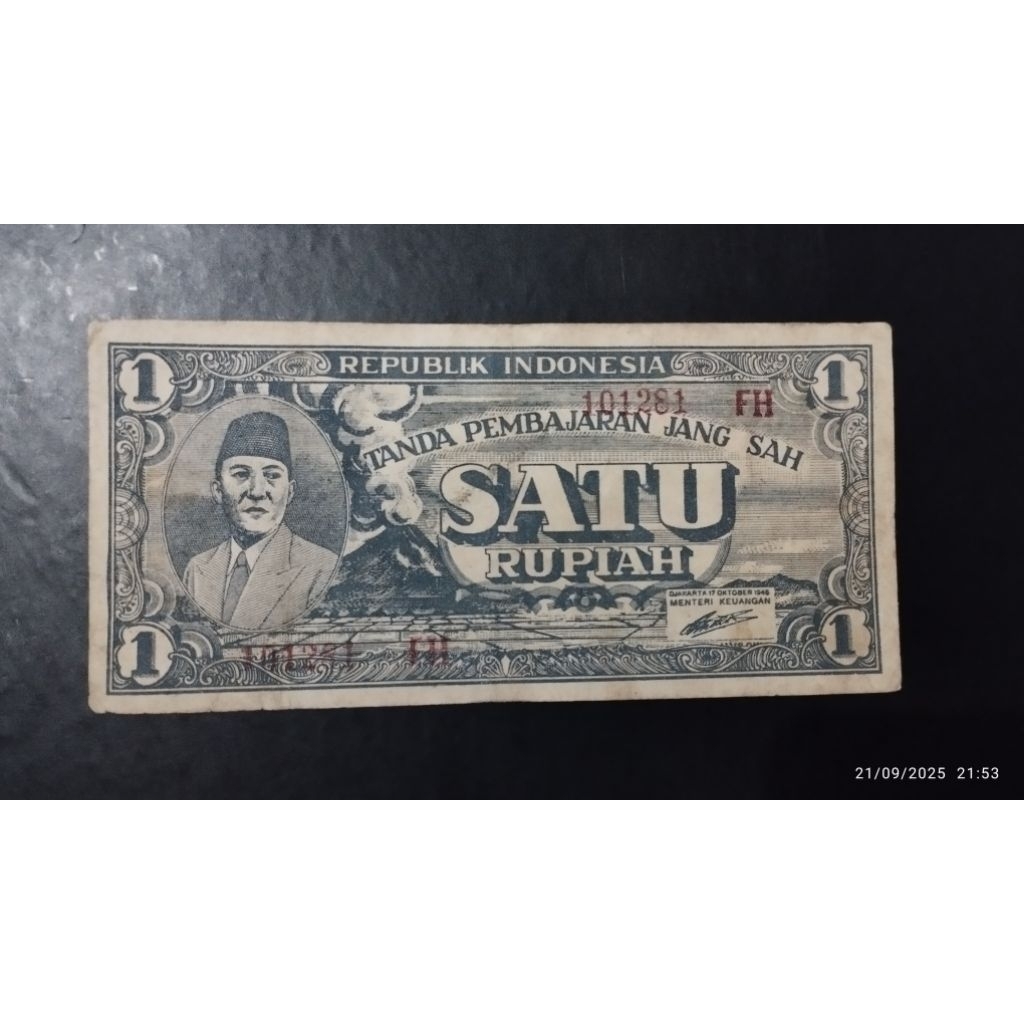 1
REPUBLIK INDONESIA
1
101281 FH
TANDA PEMBAJARAN JANG SAH
SATU
RUPIAH
DJAKARTA 17 OKTOBER 1945
MENTERI KEUANGAN
1
101281 FH
1
21/09/2025 21:53